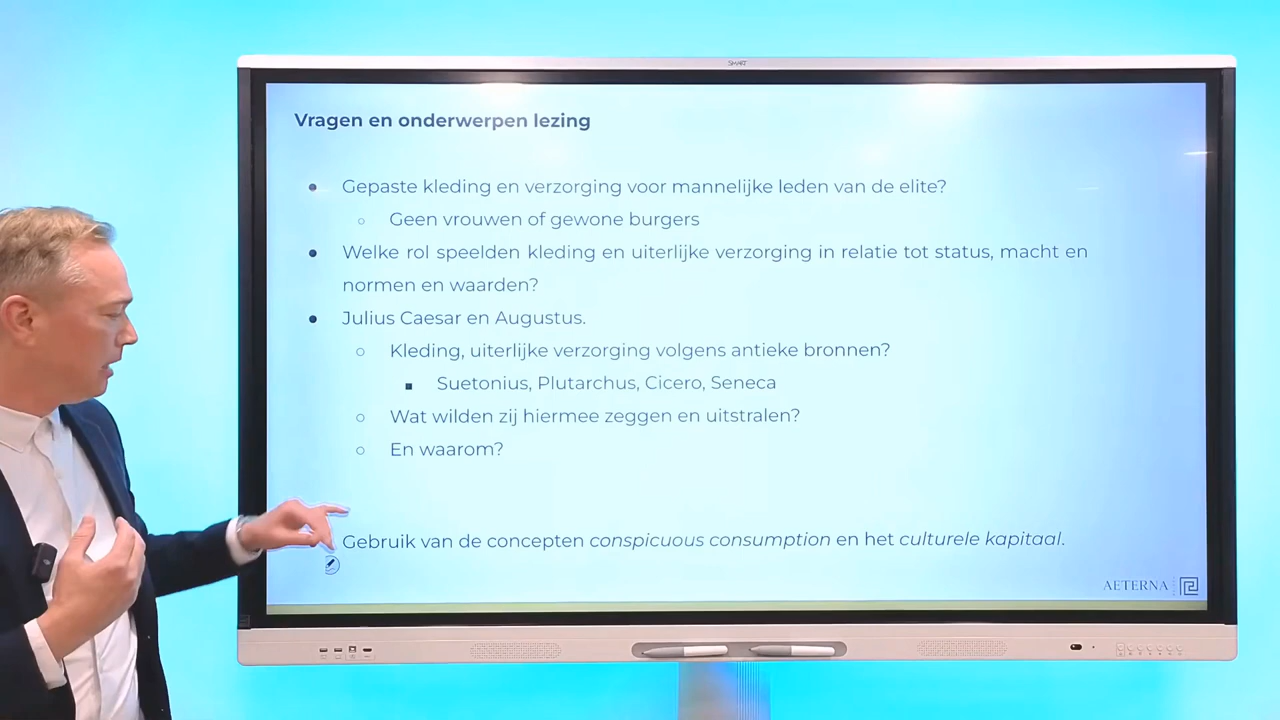 SMART
Vragen en onderwerpen lezing
Gepaste kleding en verzorging voor mannelijke leden van de elite?
Geen vrouwen of gewone burgers
Welke rol speelden kleding en uiterlijke verzorging in relatie tot status, macht en
normen en waarden?
Julius Caesar en Augustus.
Kleding, uiterlijke verzorging volgens antieke bronnen?
Suetonius, Plutarchus, Cicero, Seneca
Wat wilden zij hiermee zeggen en uitstralen?
En waarom?
Gebruik van de concepten conspicuous consumption en het culturele kapitaal.
AETERNA